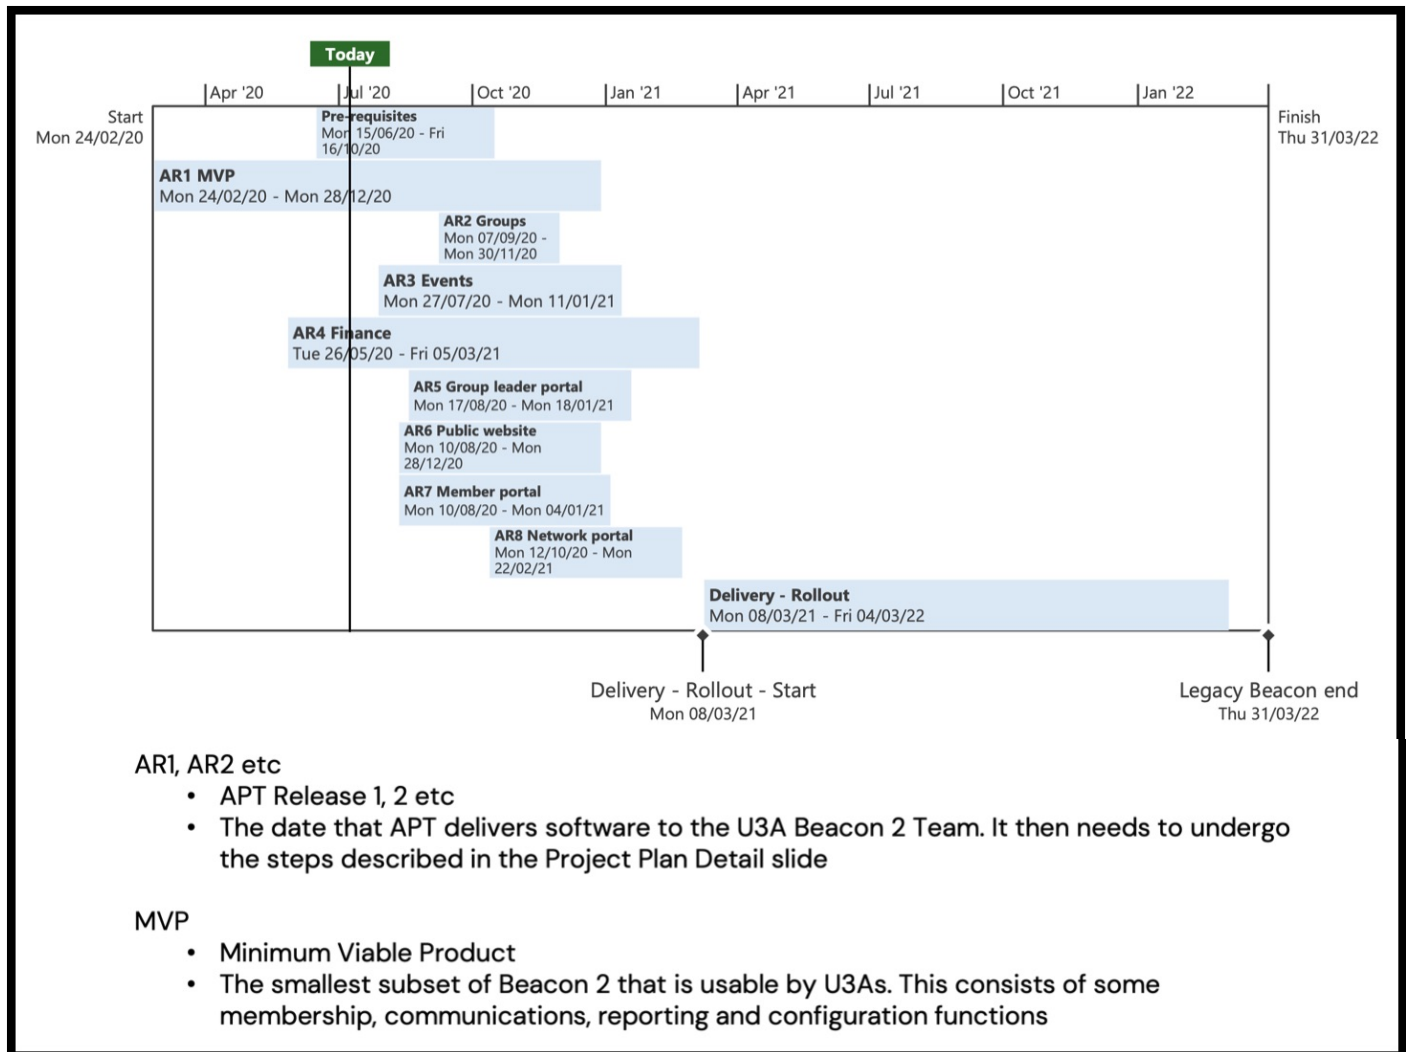 Today
Apr '20
Jul '20
Oct '20
Jan '21
Apr '21
Jul '21
Oct '21
Jan '22
Start
Mon 24/02/20
Finish
Thu 31/03/22
Pre-requisites
Mon 15/06/20 - Fri
16/10/20
AR1 MVP
Mon 24/02/20 - Mon 28/12/20
AR2 Groups
Mon 07/09/20 -
Mon 30/11/20
AR3 Events
Mon 27/07/20 - Mon 11/01/21
AR4 Finance
Tue 26/05/20 - Fri 05/03/21
AR5 Group leader portal
Mon 17/08/20 - Mon 18/01/21
AR6 Public website
Mon 10/08/20 - Mon
28/12/20
AR7 Member portal
Mon 10/08/20 - Mon 04/01/21
AR8 Network portal
Mon 12/10/20 - Mon
22/02/21
Delivery - Rollout
Mon 08/03/21 - Fri 04/03/22
Delivery - Rollout - Start
Mon 08/03/21
Legacy Beacon end
Thu 31/03/22
AR1, AR2 etc
• APT Release 1, 2 etc
• The date that APT delivers software to the U3A Beacon 2 Team. It then needs to undergo
the steps described in the Project Plan Detail slide
MVP
• Minimum Viable Product
• The smallest subset of Beacon 2 that is usable by U3As. This consists of some
membership, communications, reporting and configuration functions